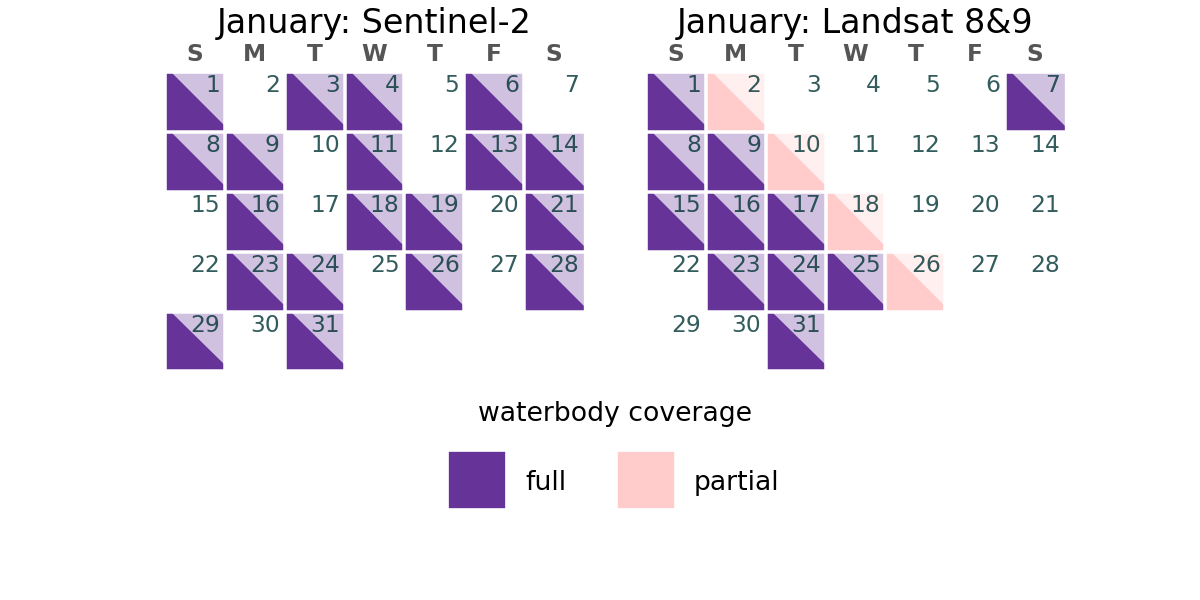 January: Sentinel-2
S M T W T F S
1 2 3 4 5 6 7
8 9 10 11 12 13 14
15 16 17 18 19 20 21
22 23 24 25 26 27 28
29 30 31
January: Landsat 8&9
S M T W T F S
1 2 3 4 5 6 7
8 9 10 11 12 13 14
15 16 17 18 19 20 21
22 23 24 25 26 27 28
29 30 31
waterbody coverage
full partial